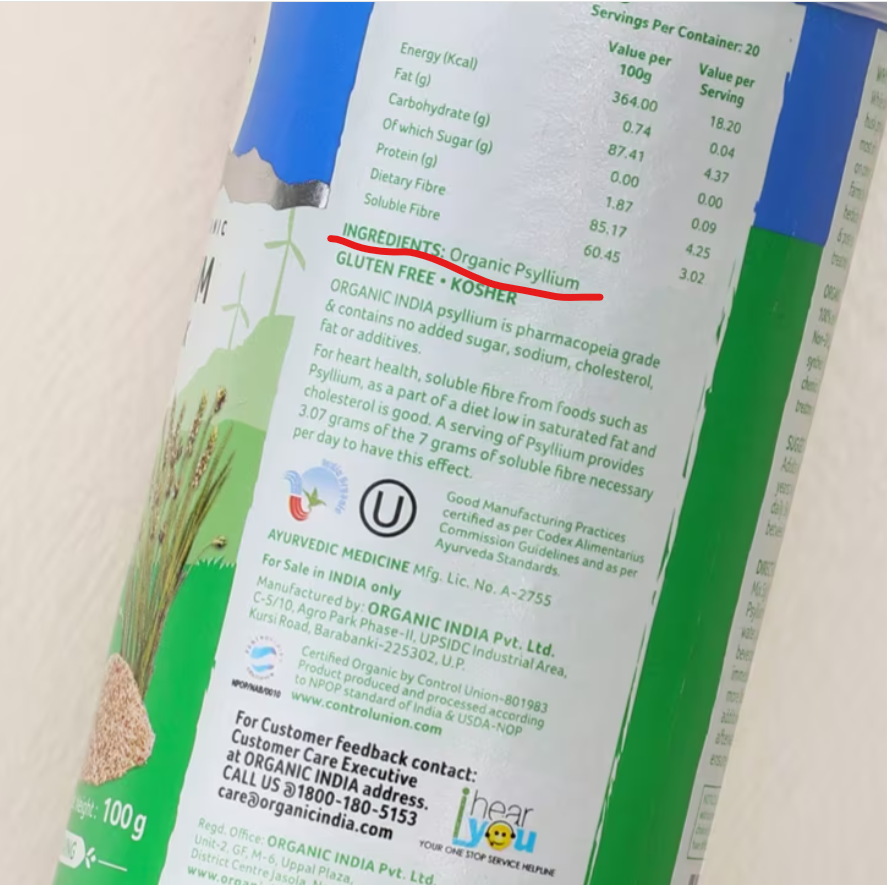 Servings Per Container: 20
Value per 100g Value per Serving
Energy (Kcal) 364.00 18.20
Fat (g) 0.74 0.04
Carbohydrate (g) 87.41 4.37
Of which Sugar (g) 0.00 0.00
Protein (g) 1.87 0.09
Dietary Fibre 85.17 4.25
Soluble Fibre 60.45 3.02
INGREDIENTS: Organic Psyllium
GLUTEN FREE • KOSHER
ORGANIC INDIA psyllium is pharmacopeia grade
& contains no added sugar, sodium, cholesterol,
fat or additives.
For heart health, soluble fibre from foods such as
Psyllium, as a part of a diet low in saturated fat and
cholesterol is good. A serving of Psyllium provides
3.07 grams of the 7 grams of soluble fibre necessary
per day to have this effect.
U
Good Manufacturing Practices
certified as per Codex Alimentarius
Commission Guidelines and as per
Ayurveda Standards.
AYURVEDIC MEDICINE Mfg. Lic. No. A-2755
For Sale in INDIA only
Manufactured by: ORGANIC INDIA Pvt. Ltd.
C-5/10, Agro Park Phase-II, UPSIDC Industrial Area,
Kursi Road, Barabanki-225302, U.P.
Certified Organic by Control Union-801983
Product produced and processed according
to NPOP standard of India & USDA-NOP
www.controlunion.com
NPOP/NAB/0010
For Customer feedback contact:
Customer Care Executive
at ORGANIC INDIA address.
CALL US @1800-180-5153
care@organicindia.com
i hear
you
YOUR ONE STOP SERVICE HELPLINE
Regd. Office: ORGANIC INDIA Pvt. Ltd.
Unit-2, GF, M-6, Uppal Plaza,
District Centre Jasola,
100 g